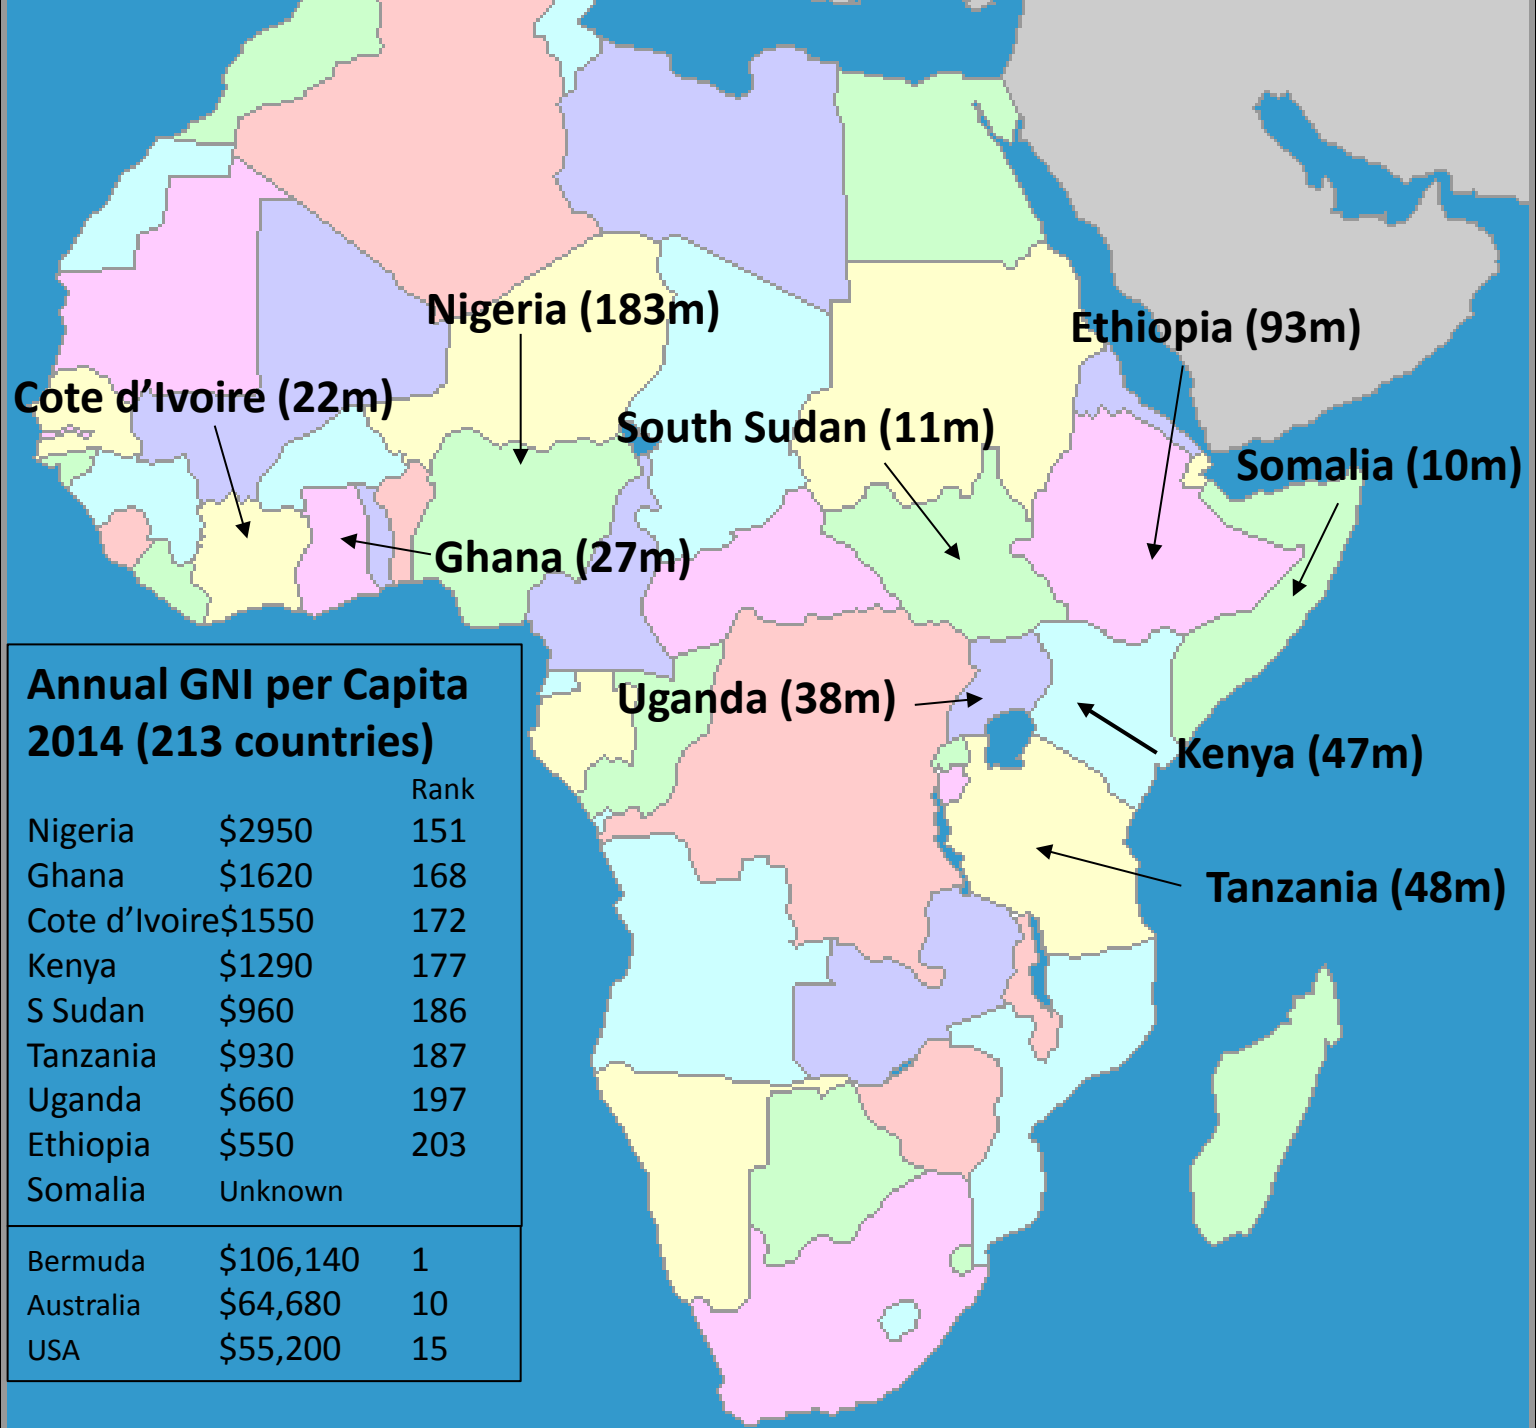 Nigeria (183m)
Ethiopia (93m)
Cote d’Ivoire (22m)
South Sudan (11m)
Somalia (10m)
Ghana (27m)
Uganda (38m)
Kenya (47m)
Tanzania (48m)
Annual GNI per Capita
2014 (213 countries)
Rank
Nigeria $2950 151
Ghana $1620 168
Cote d’Ivoire $1550 172
Kenya $1290 177
S Sudan $960 186
Tanzania $930 187
Uganda $660 197
Ethiopia $550 203
Somalia Unknown
Bermuda $106,140 1
Australia $64,680 10
USA $55,200 15